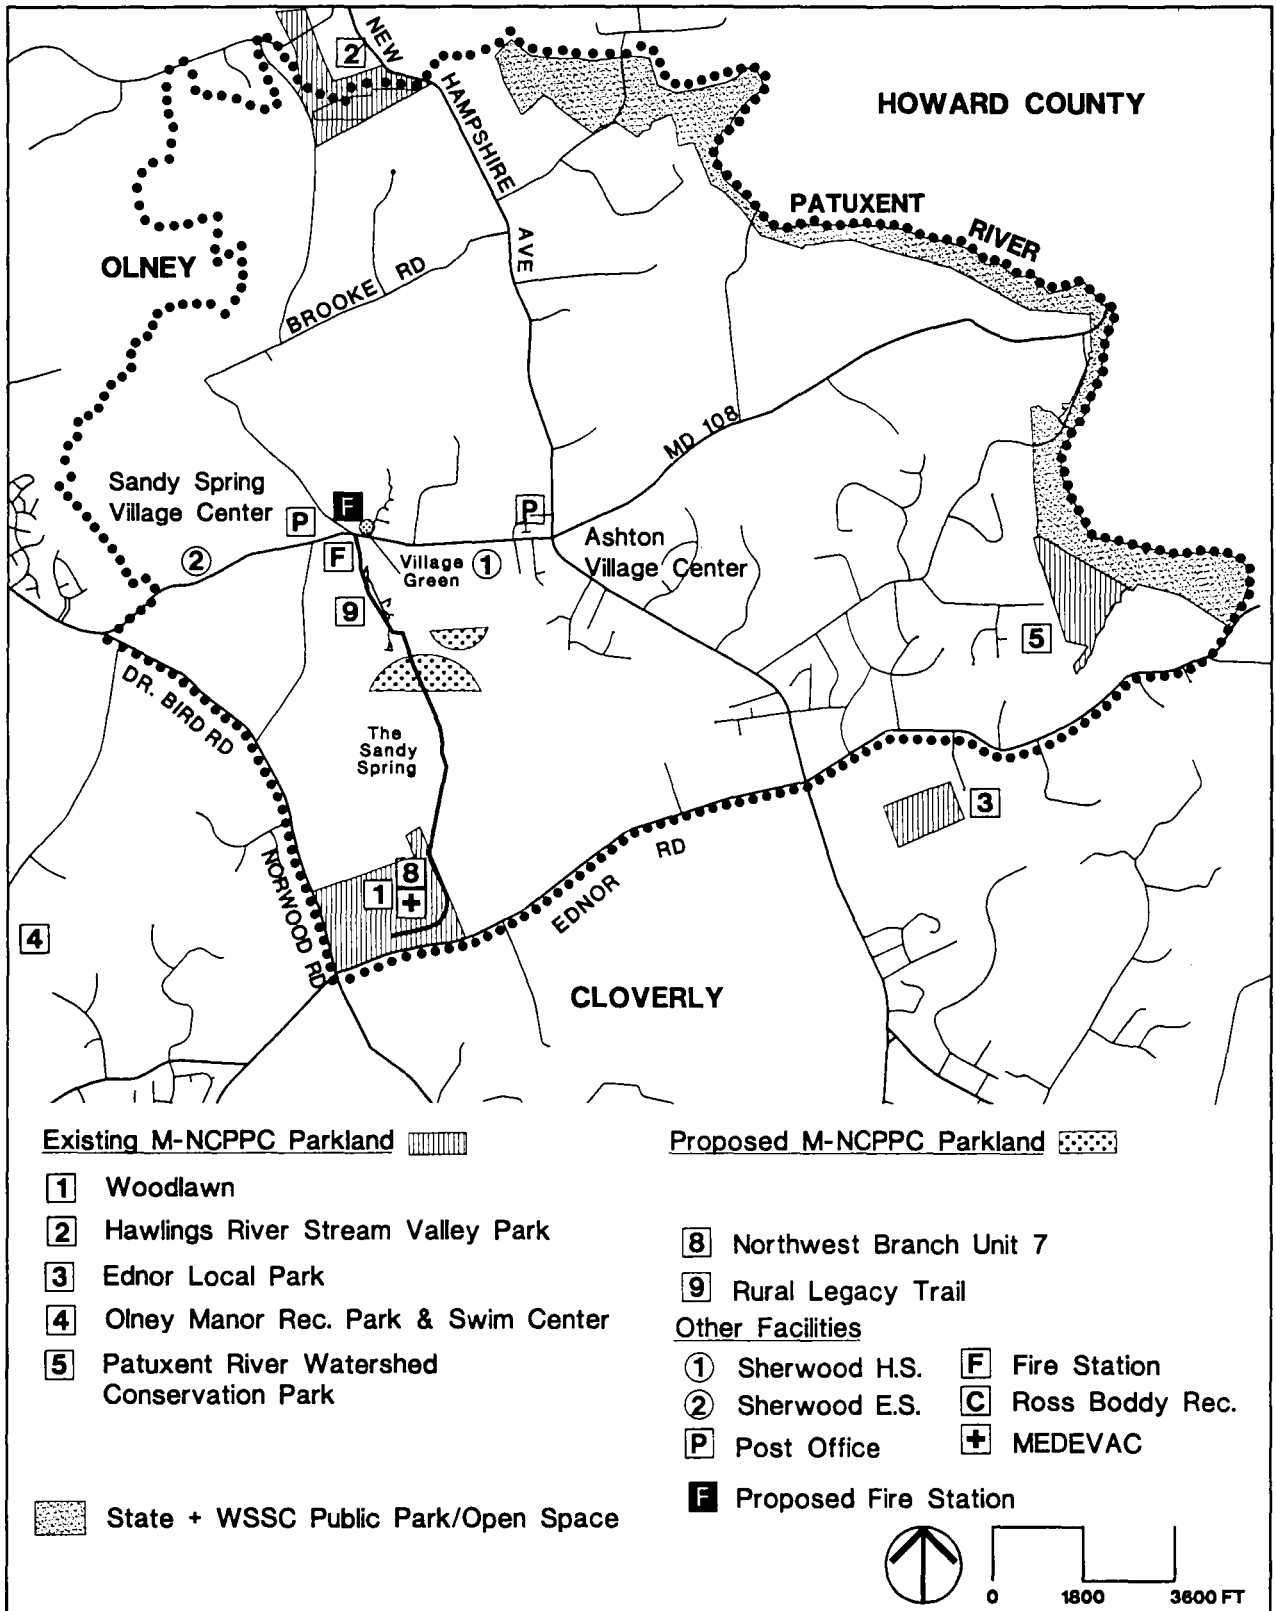 2
NEW
HAMPSHIRE
AVE
HOWARD COUNTY
PATUXENT
RIVER
OLNEY
BROOKE RD
MD 108
Sandy Spring
Village Center
P
F
P
2
F
Village
Green
1
Ashton
Village Center
9
5
DR. BIRD RD
The
Sandy
Spring
3
NORWOOD RD
8
1
+
EDNOR
RD
4
CLOVERLY
Existing M-NCPPC Parkland
1 Woodlawn
2 Hawlings River Stream Valley Park
3 Ednor Local Park
4 Olney Manor Rec. Park & Swim Center
5 Patuxent River Watershed
Conservation Park
State + WSSC Public Park/Open Space
Proposed M-NCPPC Parkland
8 Northwest Branch Unit 7
9 Rural Legacy Trail
Other Facilities
1 Sherwood H.S.
2 Sherwood E.S.
P Post Office
F Fire Station
C Ross Boddy Rec.
+ MEDEVAC
F Proposed Fire Station
0 1800 3600 FT